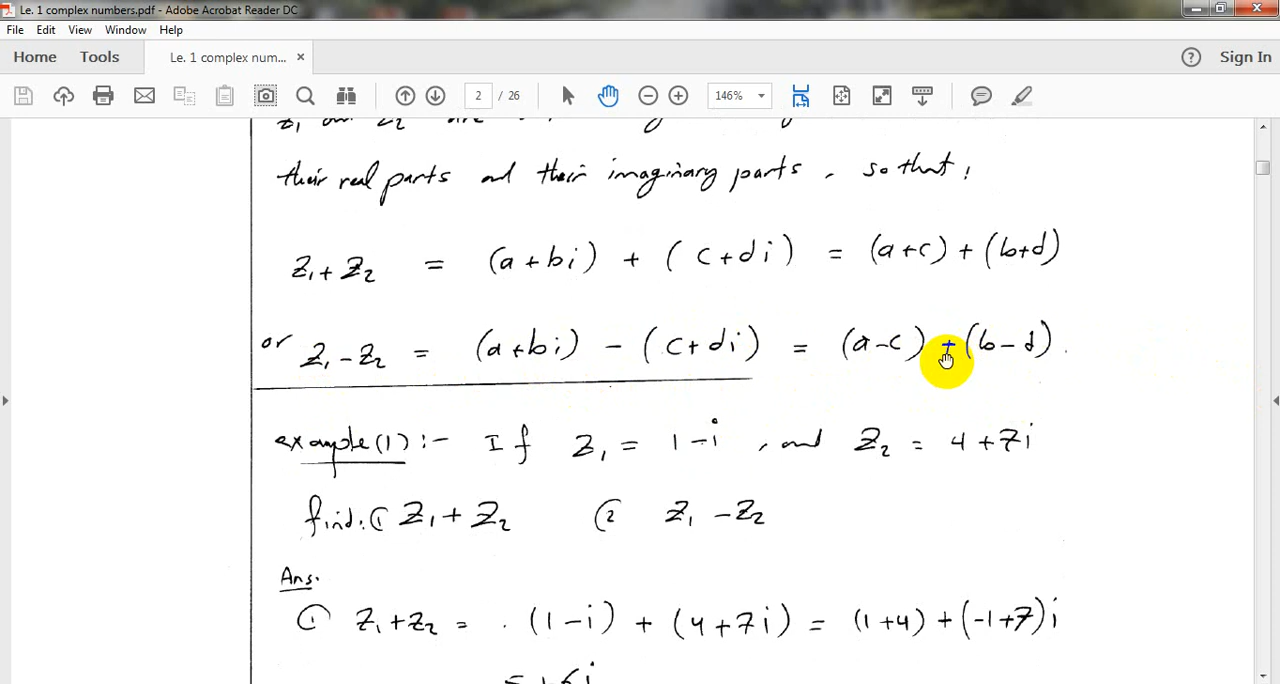 Le. 1 complex numbers.pdf - Adobe Acrobat Reader DC
File Edit View Window Help
Home Tools Le. 1 complex num... × ? Sign In
2 / 26 146%
their real parts and their imaginary parts . so that :
Z₁+Z₂ = (a+bi) + (c+di) = (a+c)+(b+d)
or Z₁-Z₂ = (a+bi) - (c+di) = (a-c)+(b-d).
example(1):- If Z₁ = 1-i , and Z₂ = 4+7i
find: ① Z₁+Z₂ ② Z₁-Z₂
Ans.
① Z₁+Z₂ = (1-i) + (4+7i) = (1+4)+(-1+7)i